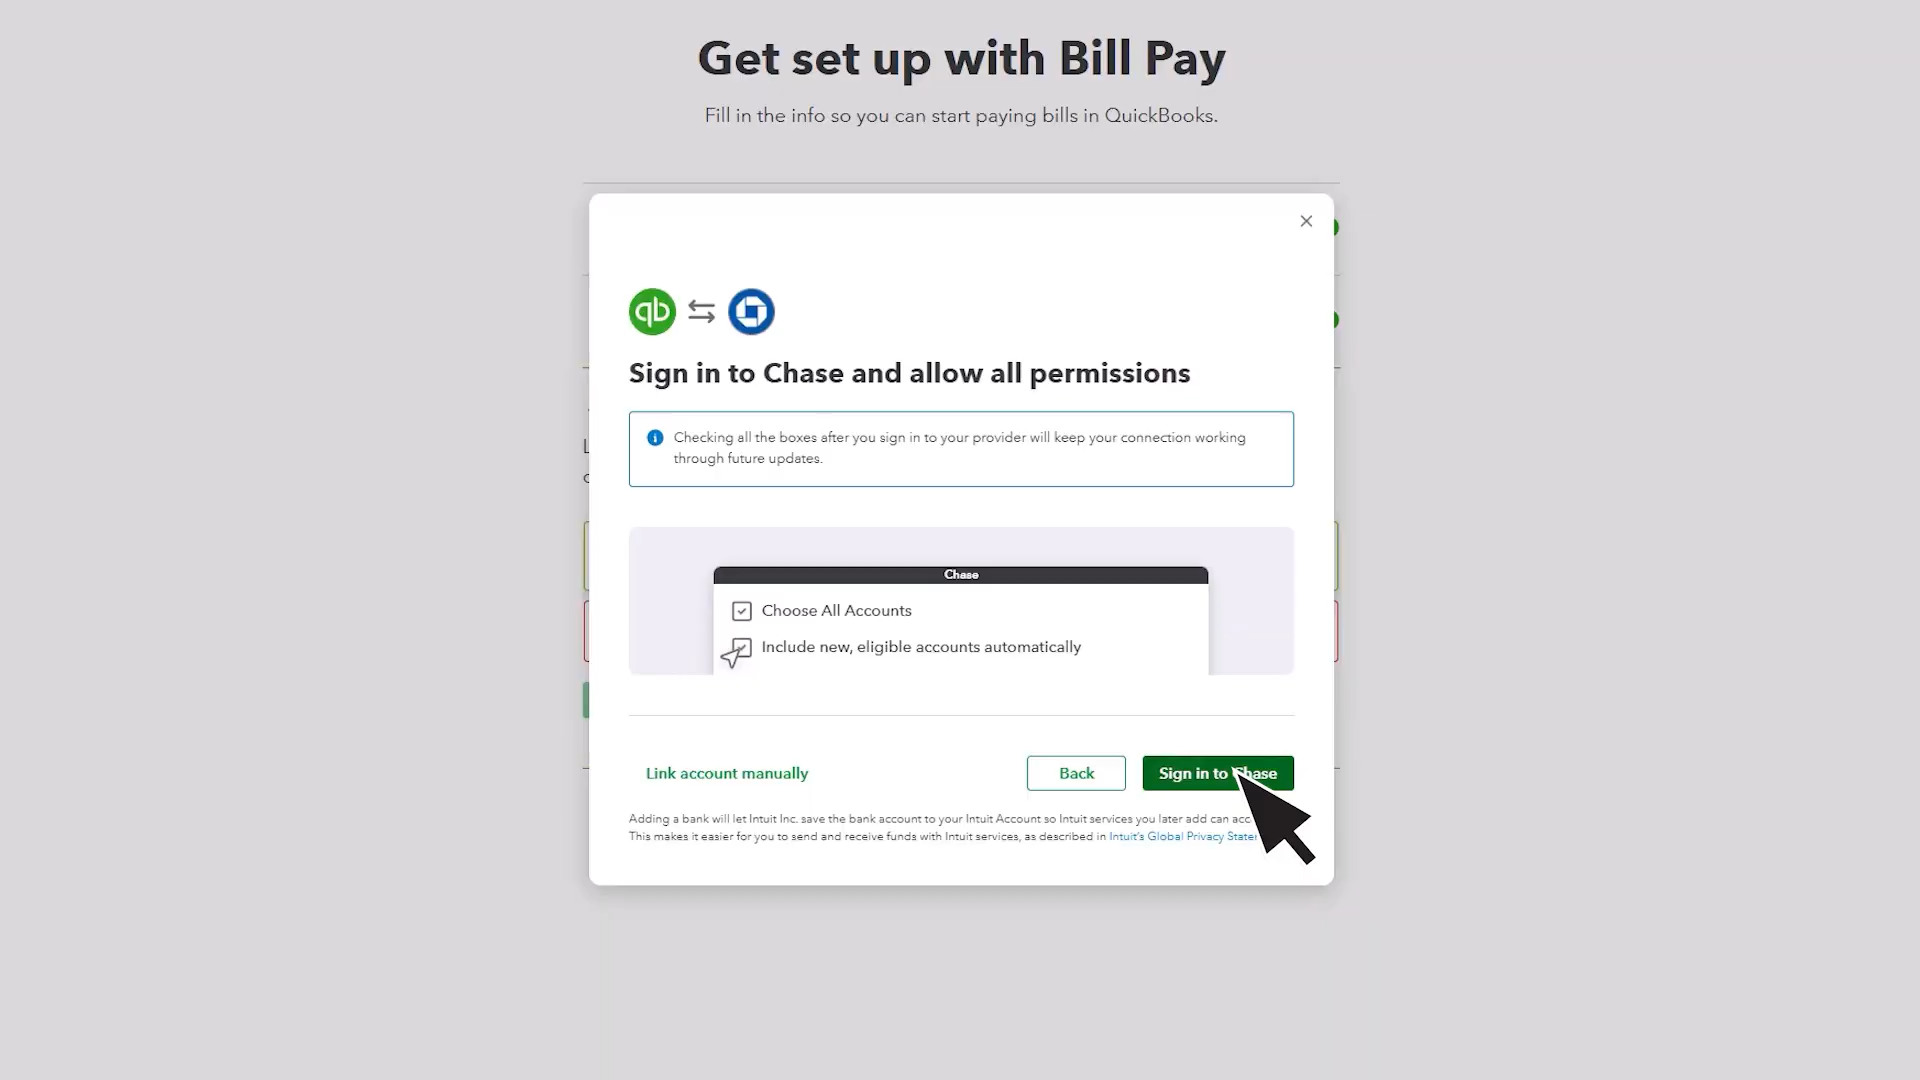 Get set up with Bill Pay
Fill in the info so you can start paying bills in QuickBooks.
qb
Sign in to Chase and allow all permissions
Checking all the boxes after you sign in to your provider will keep your connection working
through future updates.
Chase
Choose All Accounts
Include new, eligible accounts automatically
Link account manually
Back
Sign in to Chase
Adding a bank will let Intuit Inc. save the bank account to your Intuit Account so Intuit services you later add can
This makes it easier for you to send and receive funds with Intuit services, as described in Intuit's Global Privacy